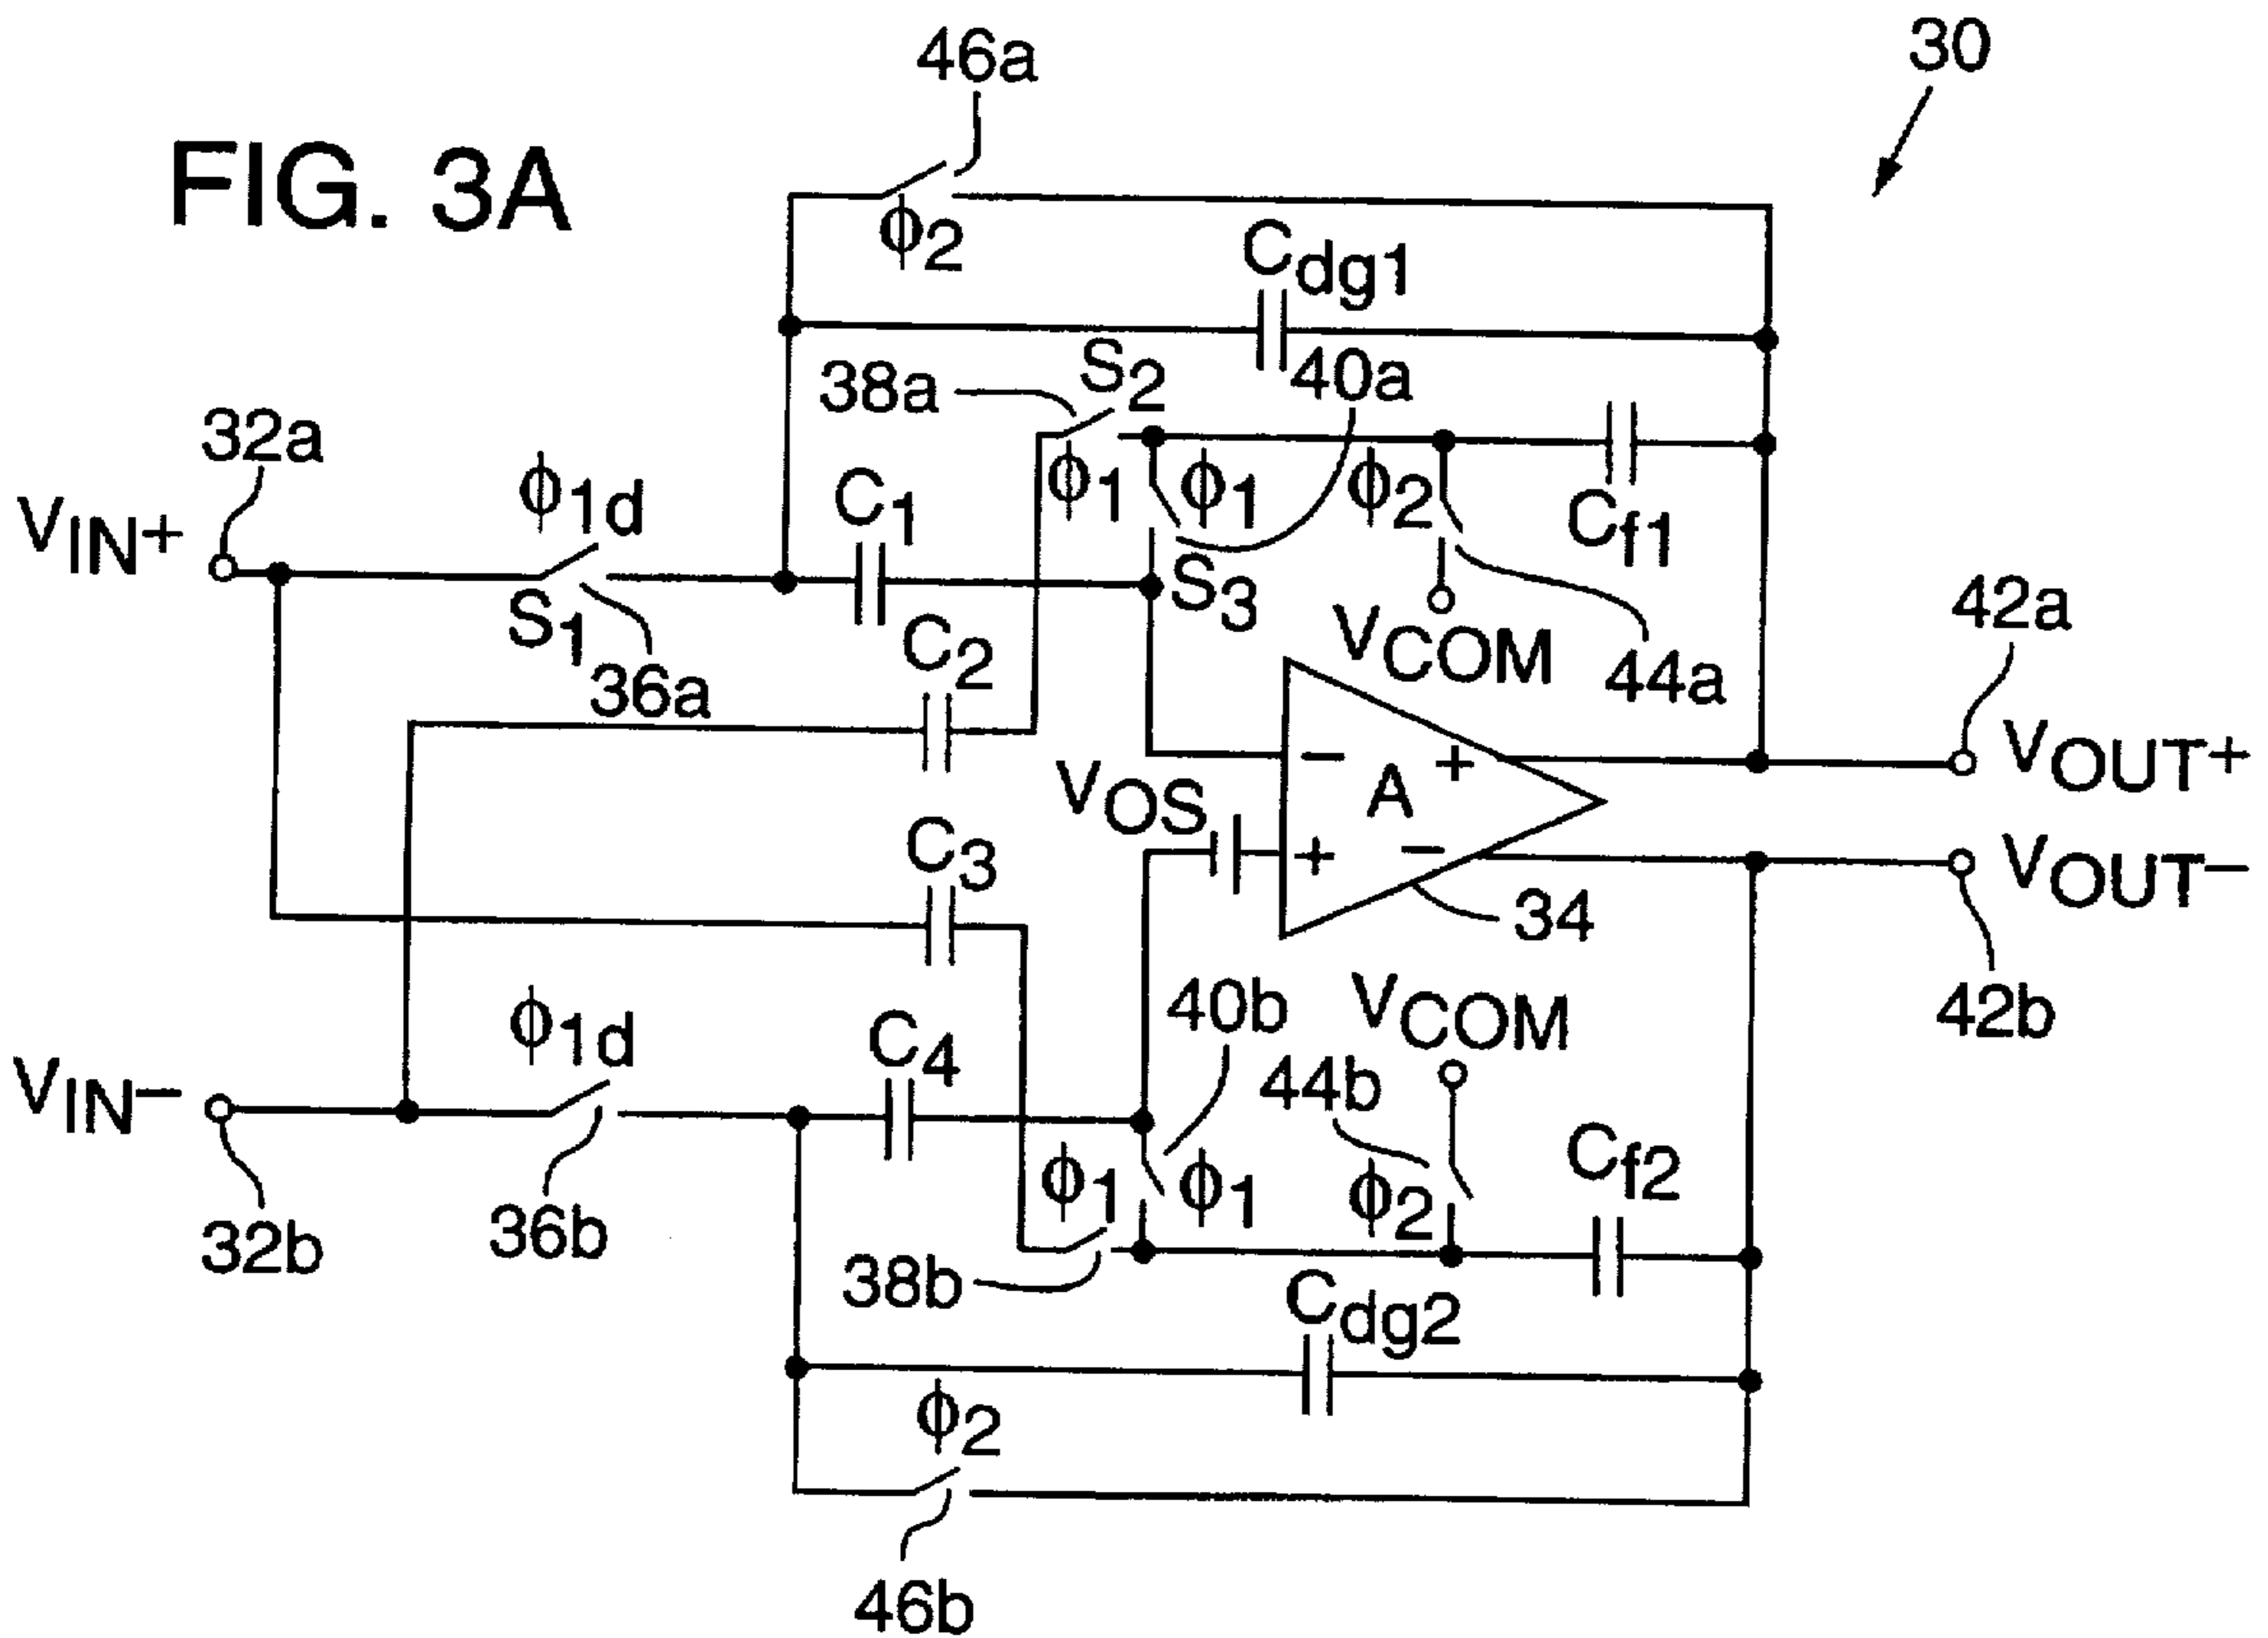 46a
30
FIG. 3A
ϕ2
Cdg1
S2
40a
38a
32a
ϕ1d
C1
ϕ1
ϕ1
ϕ2
Cf1
VIN+
S1
S3
36a
C2
VCOM
44a
42a
VOS
− A +
VOUT+
C3
+ −
VOUT−
34
ϕ1d
C4
40b
VCOM
42b
44b
VIN−
ϕ1
ϕ1
ϕ2
Cf2
32b
36b
38b
Cdg2
ϕ2
46b